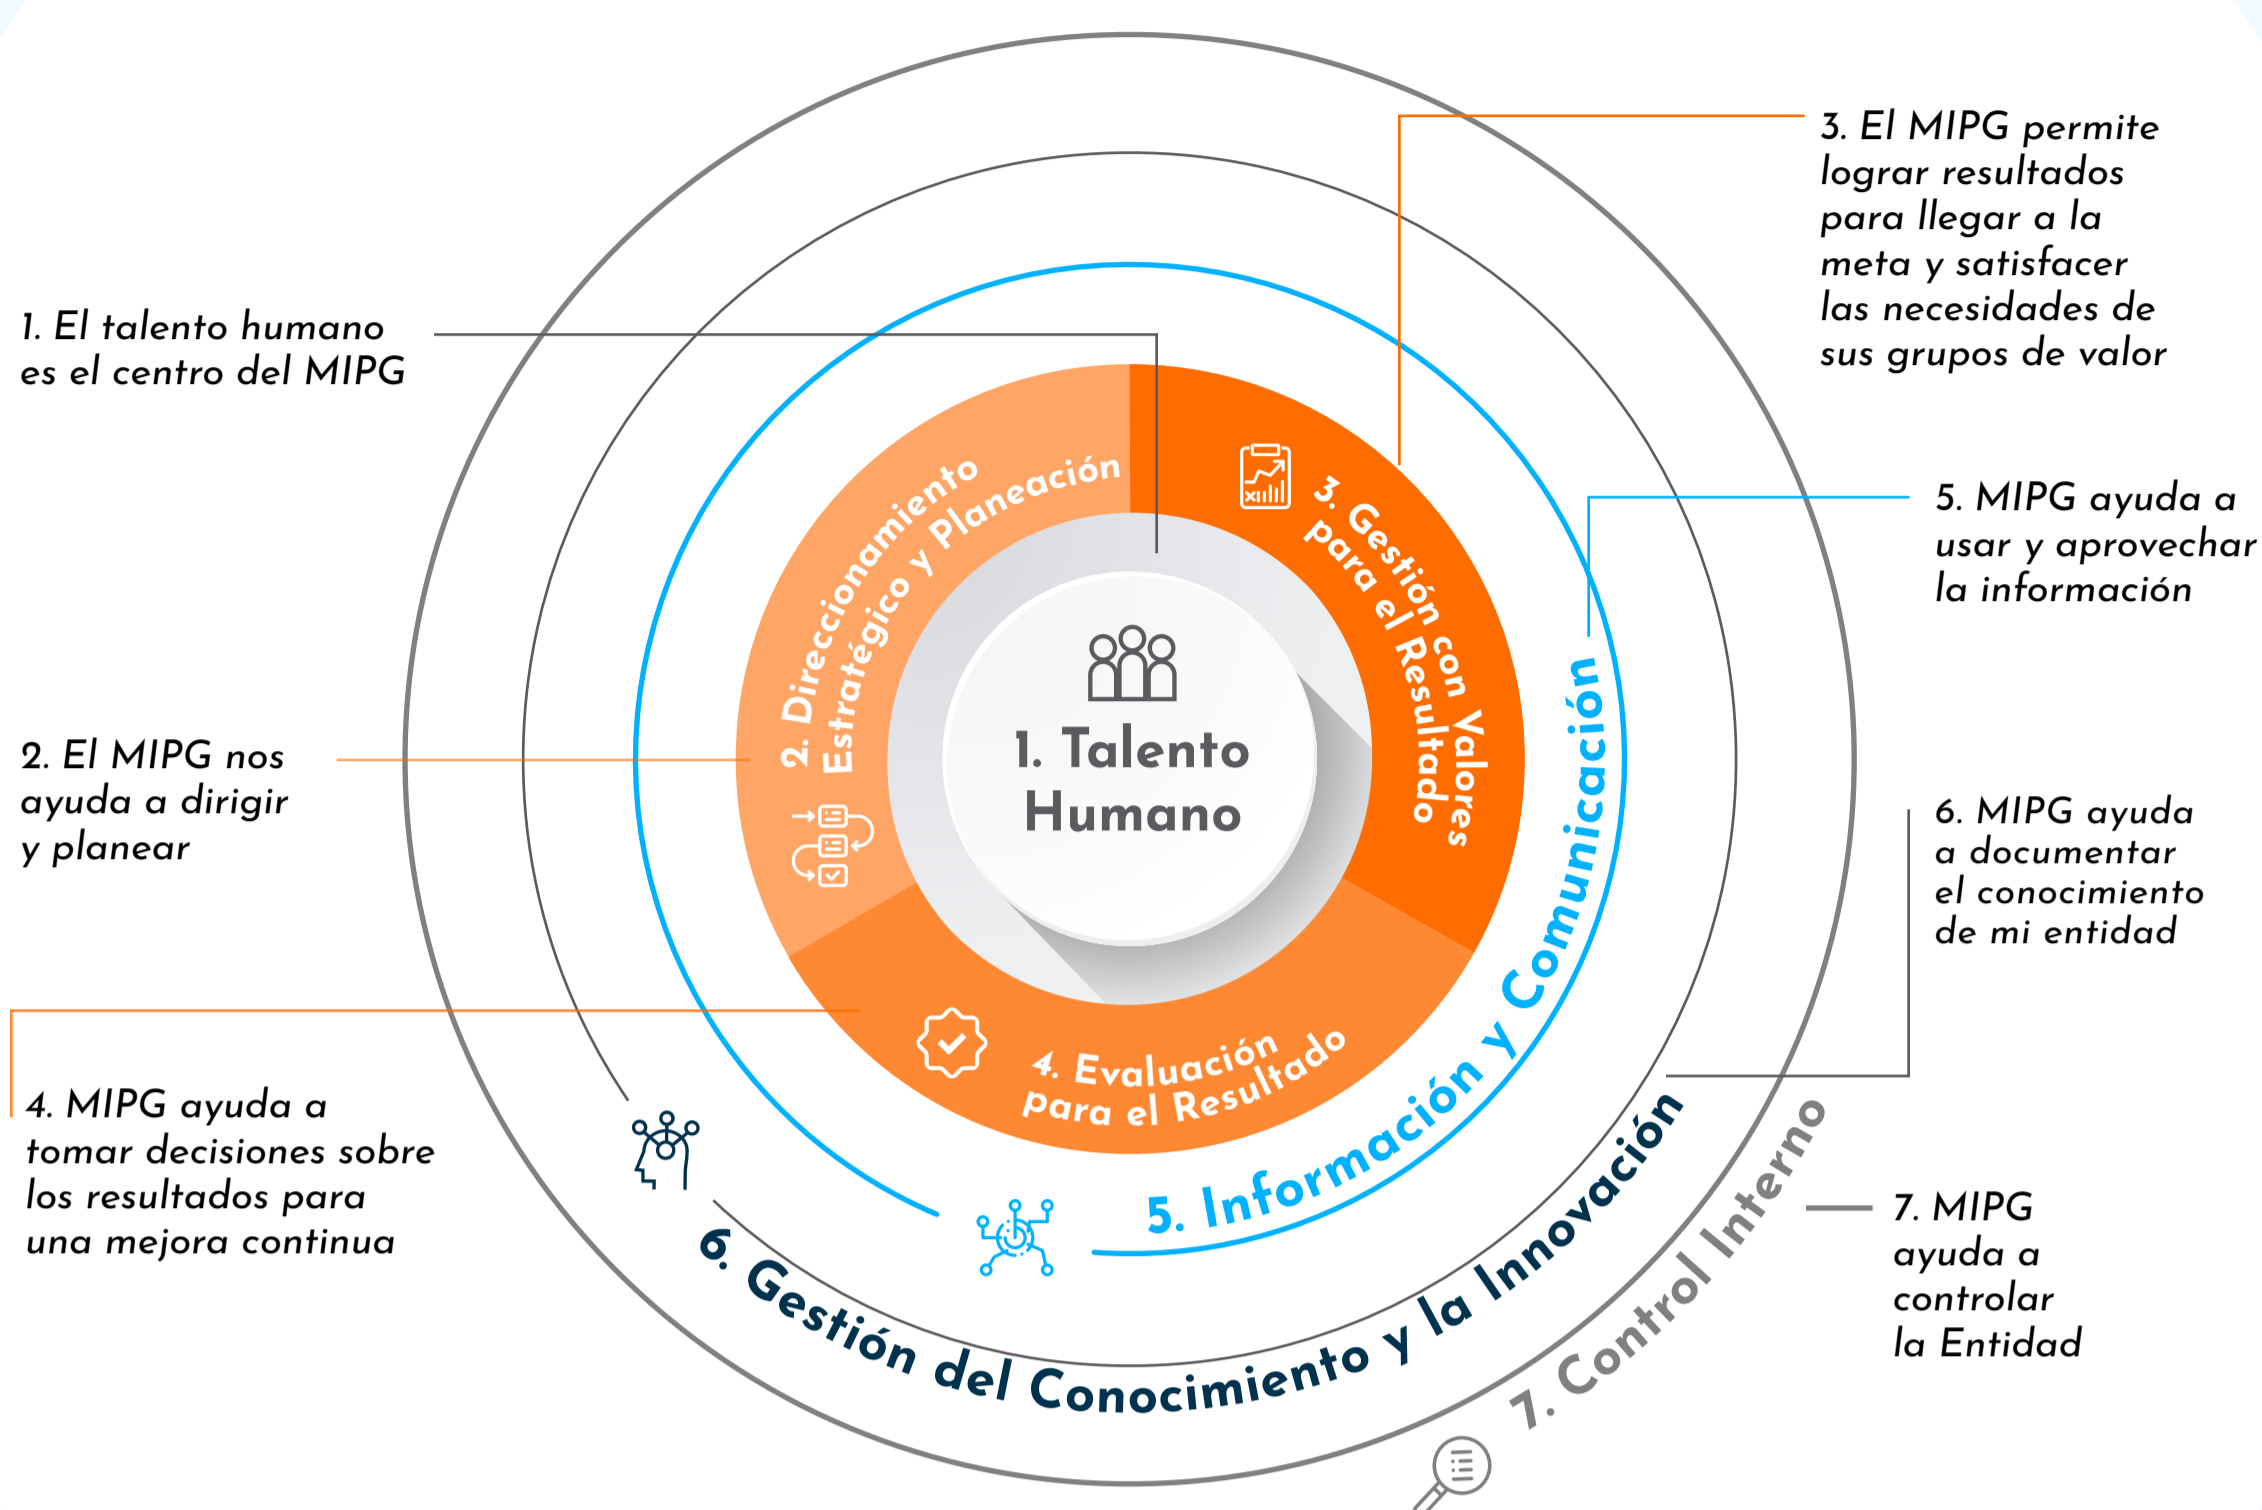 1. El talento humano
es el centro del MIPG
2. El MIPG nos
ayuda a dirigir
y planear
4. MIPG ayuda a
tomar decisiones sobre
los resultados para
una mejora continua
3. El MIPG permite
lograr resultados
para llegar a la
meta y satisfacer
las necesidades de
sus grupos de valor
5. MIPG ayuda a
usar y aprovechar
la información
6. MIPG ayuda
a documentar
el conocimiento
de mi entidad
7. MIPG
ayuda a
controlar
la Entidad
1. Talento
Humano
2. Direccionamiento
Estratégico y Planeación
3. Gestión con Valores
para el Resultado
4. Evaluación
para el Resultado
5. Información y Comunicación
6. Gestión del Conocimiento y la Innovación
7. Control Interno